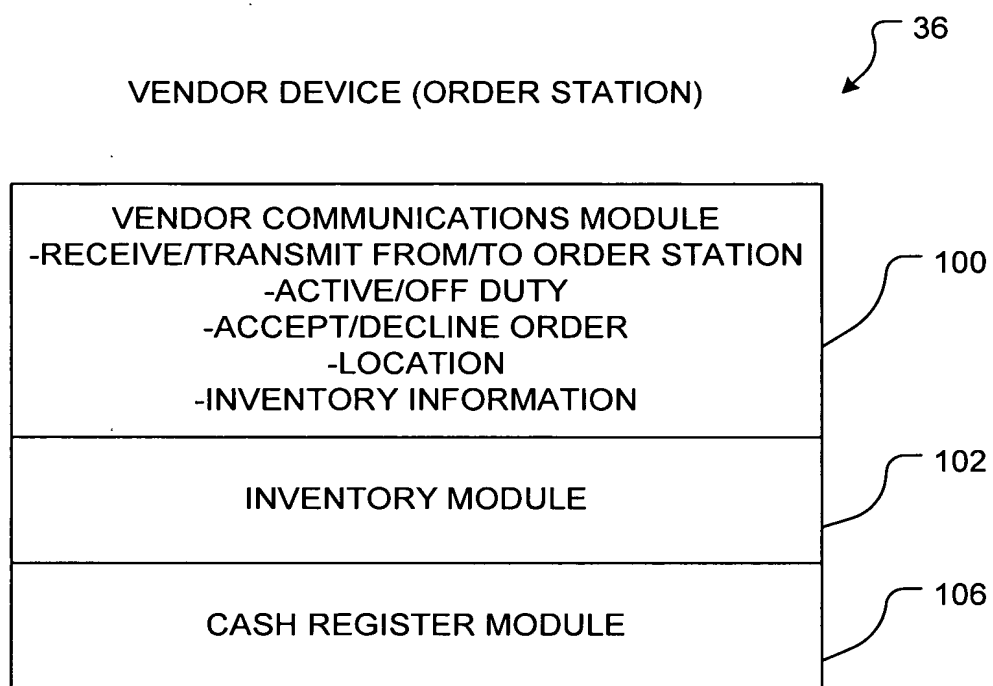 36
VENDOR DEVICE (ORDER STATION)
VENDOR COMMUNICATIONS MODULE
-RECEIVE/TRANSMIT FROM/TO ORDER STATION
-ACTIVE/OFF DUTY
-ACCEPT/DECLINE ORDER
-LOCATION
-INVENTORY INFORMATION
100
INVENTORY MODULE
102
CASH REGISTER MODULE
106